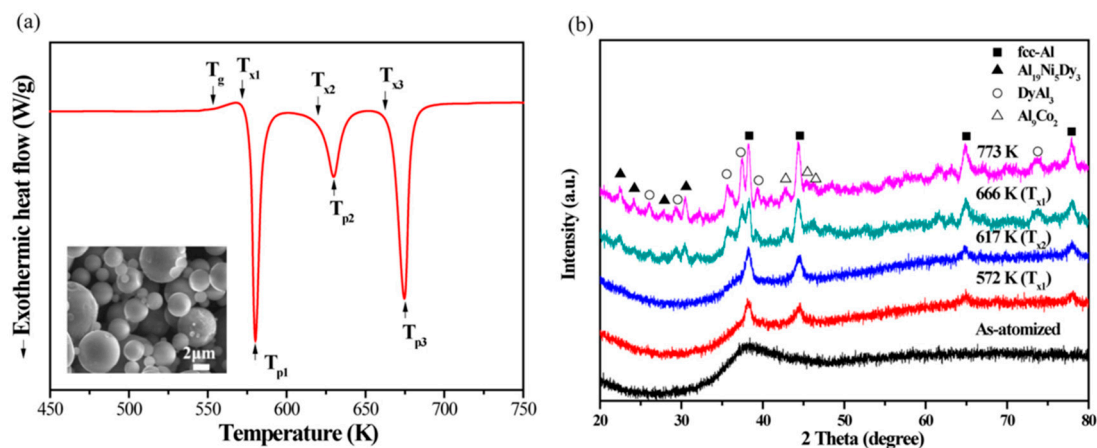 (a)
Tg
Tx1
Tx2
Tx3
Tp1
Tp2
Tp3
2μm
Exothermic heat flow (W/g)
450 500 550 600 650 700 750
Temperature (K)
(b)
fcc-Al
Al19Ni5Dy3
DyAl3
Al9Co2
773 K
666 K (Tx1)
617 K (Tx2)
572 K (Tx1)
As-atomized
Intensity (a.u.)
20 30 40 50 60 70 80
2 Theta (degree)